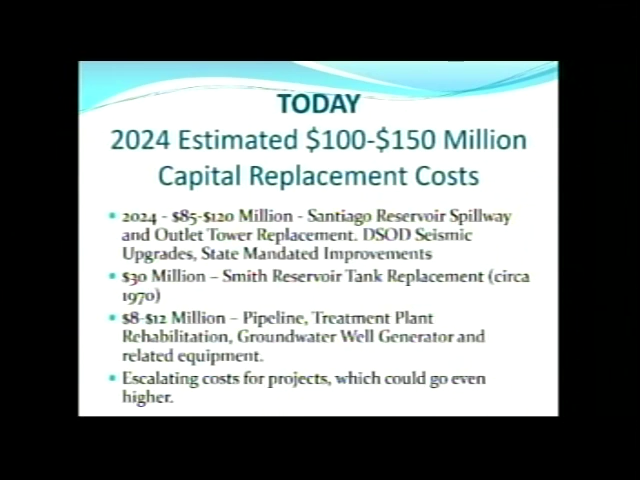 TODAY
2024 Estimated $100-$150 Million
Capital Replacement Costs
• 2024 - $85-$120 Million - Santiago Reservoir Spillway
and Outlet Tower Replacement. DSOD Seismic
Upgrades, State Mandated Improvements
• $30 Million – Smith Reservoir Tank Replacement (circa
1970)
• $8-$12 Million – Pipeline, Treatment Plant
Rehabilitation, Groundwater Well Generator and
related equipment.
• Escalating costs for projects, which could go even
higher.